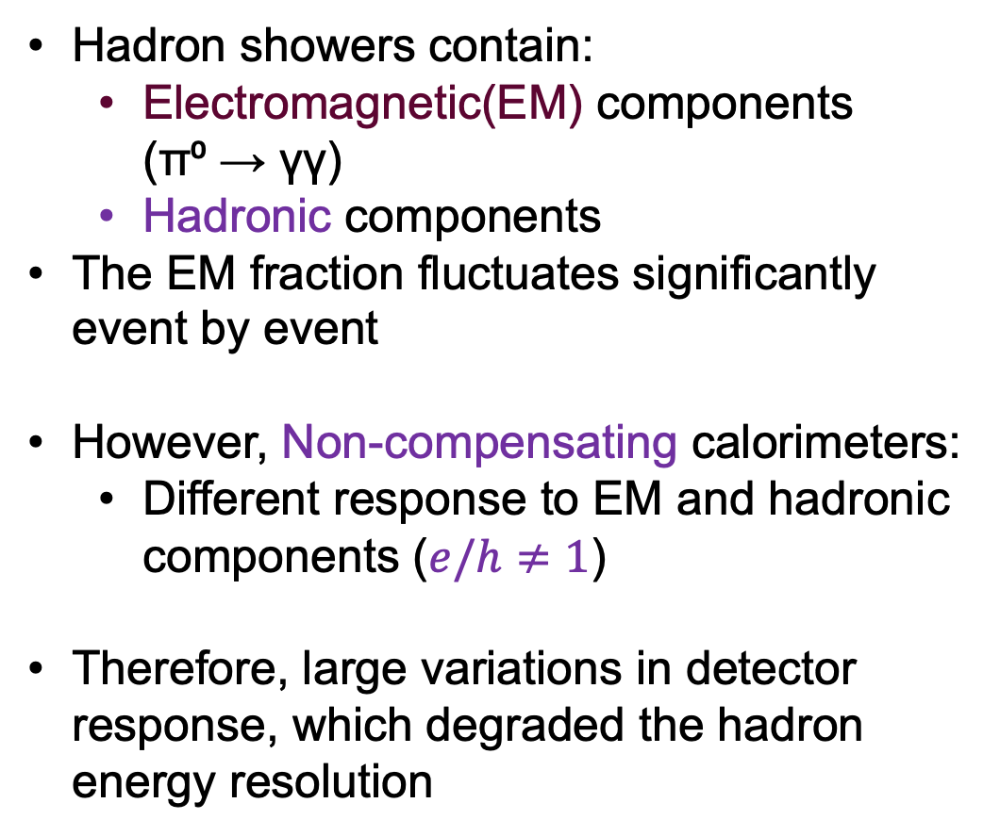 • Hadron showers contain:
• Electromagnetic(EM) components
(π⁰ → γγ)
• Hadronic components
• The EM fraction fluctuates significantly
event by event
• However, Non-compensating calorimeters:
• Different response to EM and hadronic
components (e/h ≠ 1)
• Therefore, large variations in detector
response, which degraded the hadron
energy resolution